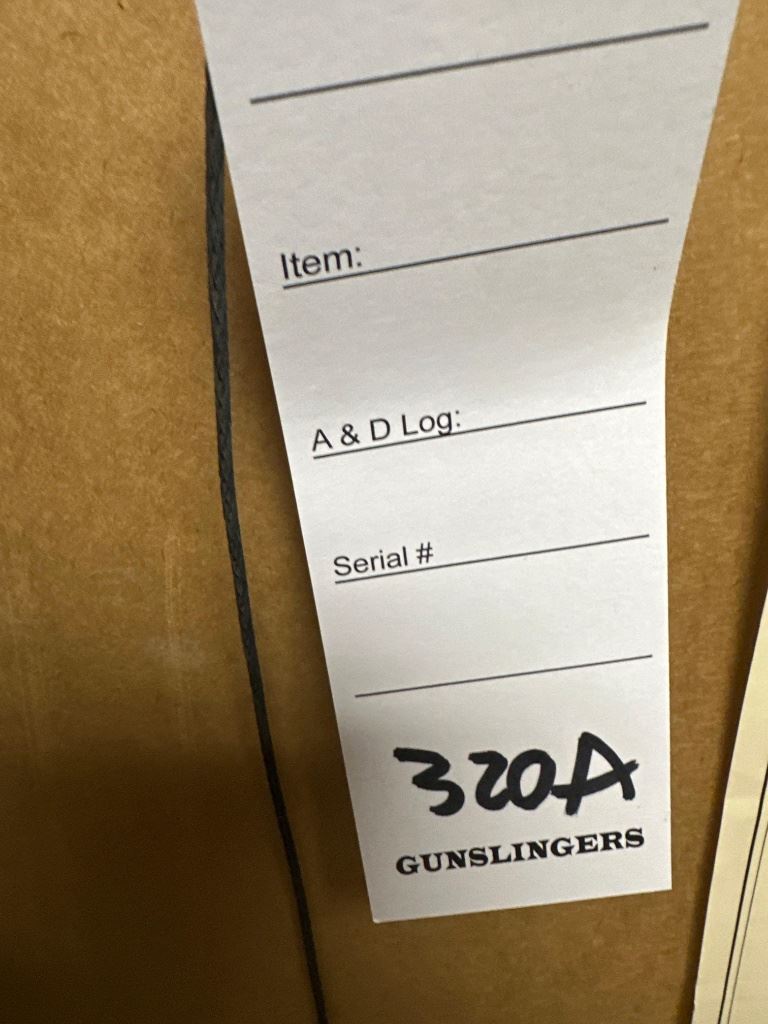 Item:
A & D Log:
Serial #
320A
GUNSLINGERS